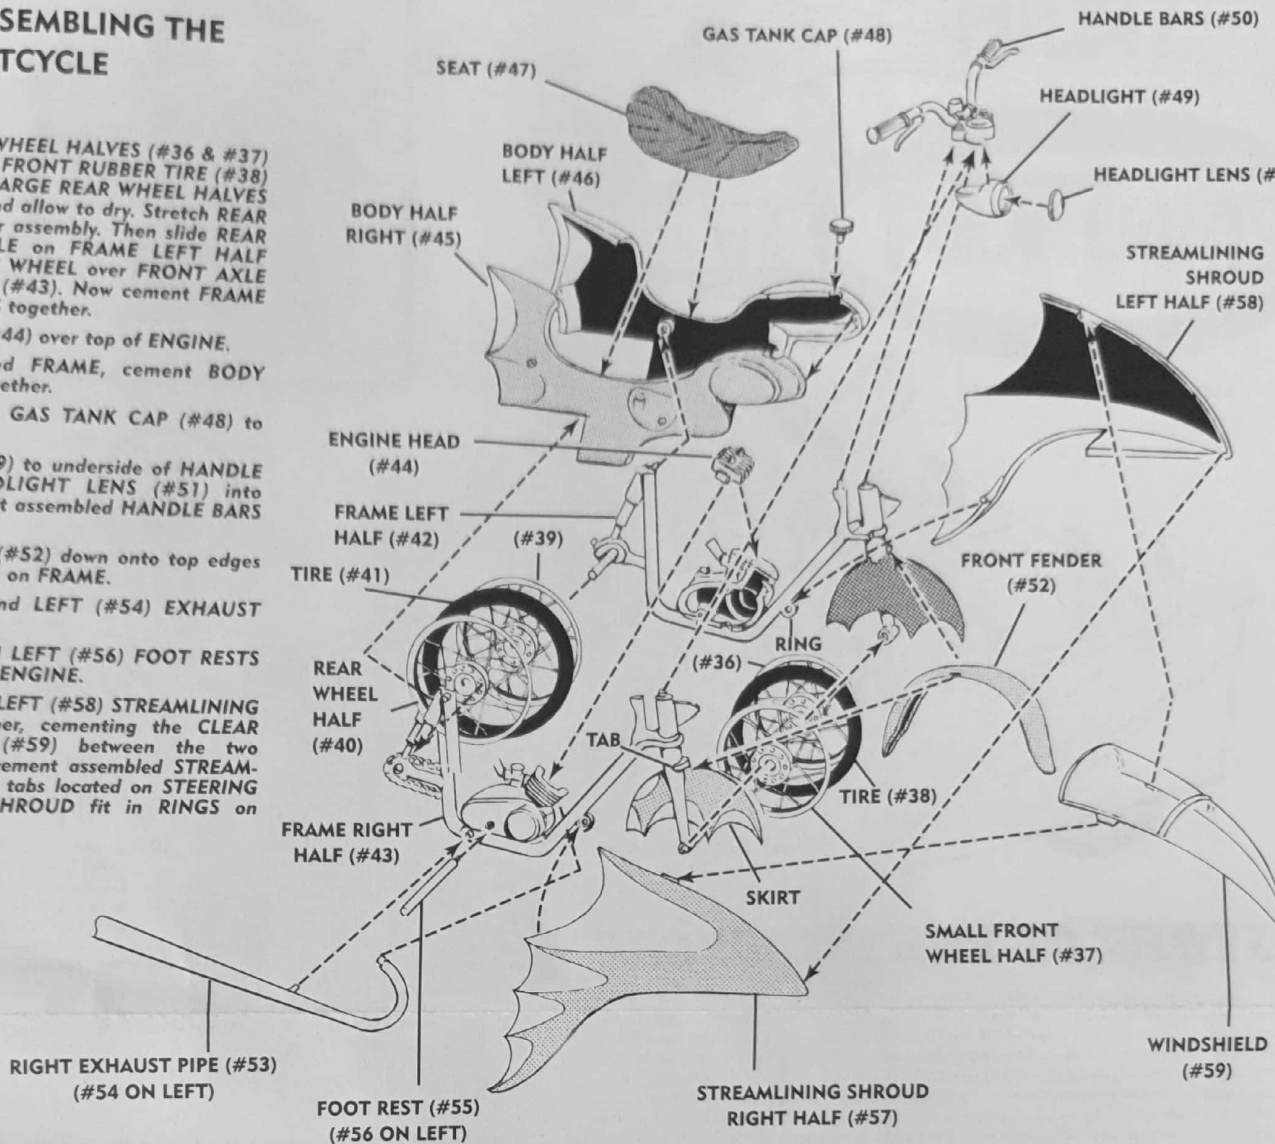 SEMBLING THE
TCYCLE
WHEEL HALVES (#36 & #37)
FRONT RUBBER TIRE (#38)
ARGE REAR WHEEL HALVES
d allow to dry. Stretch REAR
r assembly. Then slide REAR
LE on FRAME LEFT HALF
WHEEL over FRONT AXLE
(#43). Now cement FRAME
together.
44) over top of ENGINE.
d FRAME, cement BODY
ether.
GAS TANK CAP (#48) to
9) to underside of HANDLE
DLIGHT LENS (#51) into
t assembled HANDLE BARS
(#52) down onto top edges
on FRAME.
nd LEFT (#54) EXHAUST
LEFT (#56) FOOT RESTS
ENGINE.
LEFT (#58) STREAMLINING
er, cementing the CLEAR
(#59) between the two
ement assembled STREAM-
tabs located on STEERING
HROUD fit in RINGS on
HANDLE BARS (#50)
GAS TANK CAP (#48)
SEAT (#47)
HEADLIGHT (#49)
BODY HALF
LEFT (#46)
HEADLIGHT LENS (#
BODY HALF
RIGHT (#45)
STREAMLINING
SHROUD
LEFT HALF (#58)
ENGINE HEAD
(#44)
FRAME LEFT
HALF (#42)
(#39)
TIRE (#41)
FRONT FENDER
(#52)
RING
(#36)
REAR
WHEEL
HALF
(#40)
TAB
TIRE (#38)
FRAME RIGHT
HALF (#43)
SKIRT
SMALL FRONT
WHEEL HALF (#37)
WINDSHIELD
(#59)
RIGHT EXHAUST PIPE (#53)
(#54 ON LEFT)
FOOT REST (#55)
(#56 ON LEFT)
STREAMLINING SHROUD
RIGHT HALF (#57)